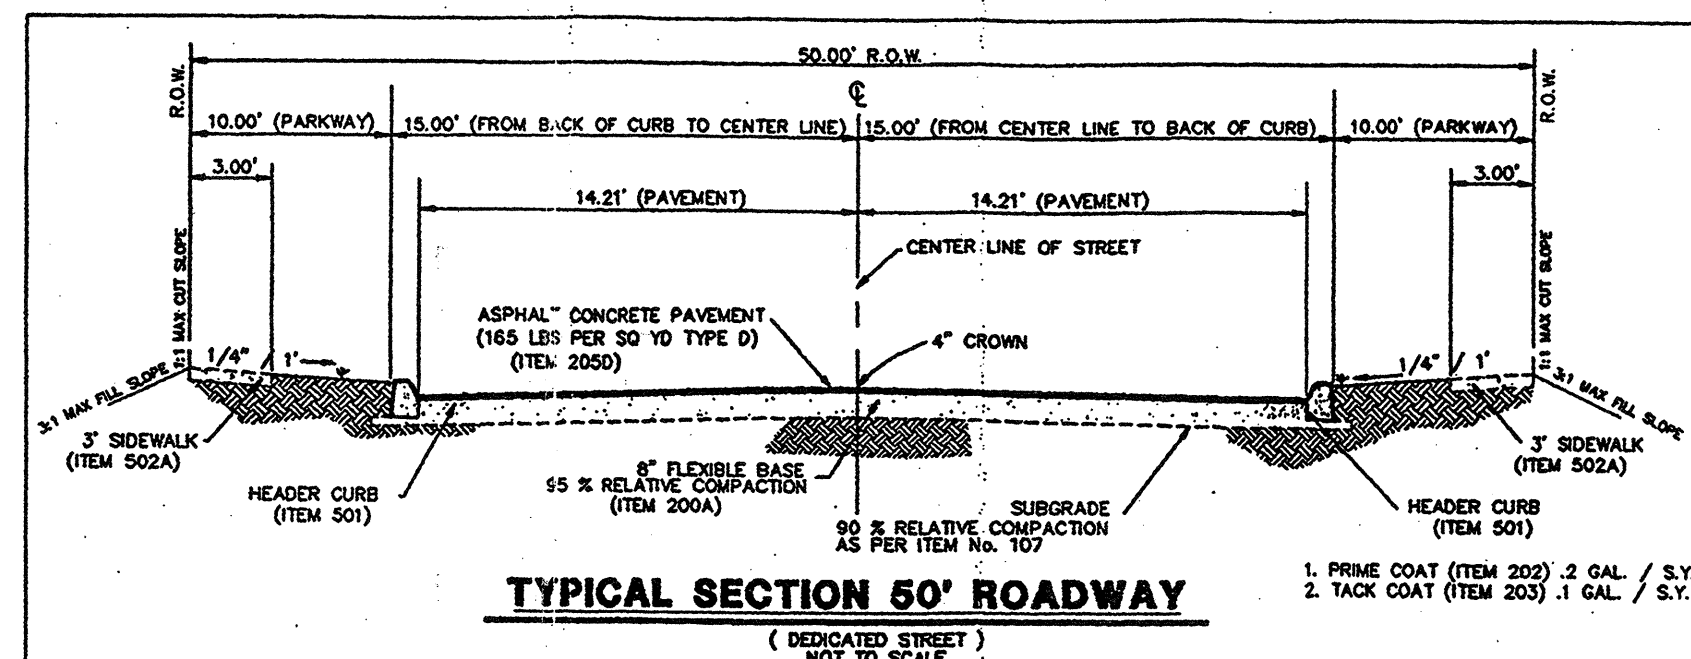 50.00' R.O.W.
R.O.W.
R.O.W.
℄
10.00' (PARKWAY)
15.00' (FROM BACK OF CURB TO CENTER LINE)
15.00' (FROM CENTER LINE TO BACK OF CURB)
10.00' (PARKWAY)
3.00'
3.00'
14.21' (PAVEMENT)
14.21' (PAVEMENT)
CENTER LINE OF STREET
1:1 MAX CUT SLOPE
1:1 MAX CUT SLOPE
ASPHALT CONCRETE PAVEMENT
(165 LBS PER SQ YD TYPE D)
(ITEM 205D)
4" CROWN
1/4" / 1'
1/4" / 1'
3:1 MAX FILL SLOPE
3:1 MAX FILL SLOPE
3' SIDEWALK
(ITEM 502A)
3' SIDEWALK
(ITEM 502A)
HEADER CURB
(ITEM 501)
8" FLEXIBLE BASE
95 % RELATIVE COMPACTION
(ITEM 200A)
SUBGRADE
90 % RELATIVE COMPACTION
AS PER ITEM No. 107
HEADER CURB
(ITEM 501)
1. PRIME COAT (ITEM 202) .2 GAL. / S.Y.
2. TACK COAT (ITEM 203) .1 GAL. / S.Y.
TYPICAL SECTION 50' ROADWAY
( DEDICATED STREET )
NOT TO SCALE